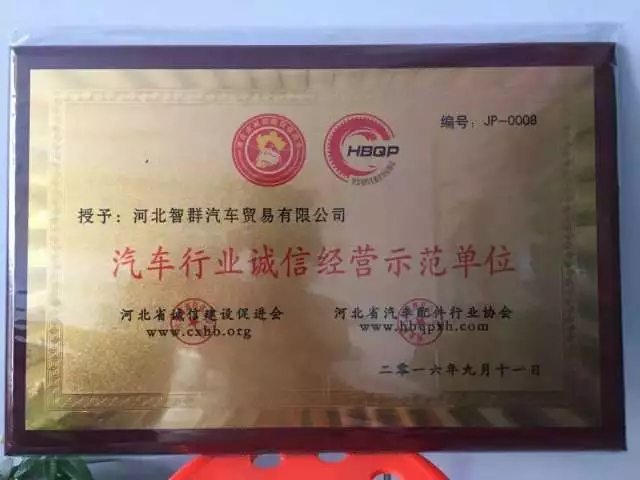 HBQP
编号：JP-0008
授予：河北智群汽车贸易有限公司
汽车行业诚信经营示范单位
河北省诚信建设促进会
www.cxhb.org
河北省汽车配件行业协会
www.hbqpxh.com
二零一六年九月十一日